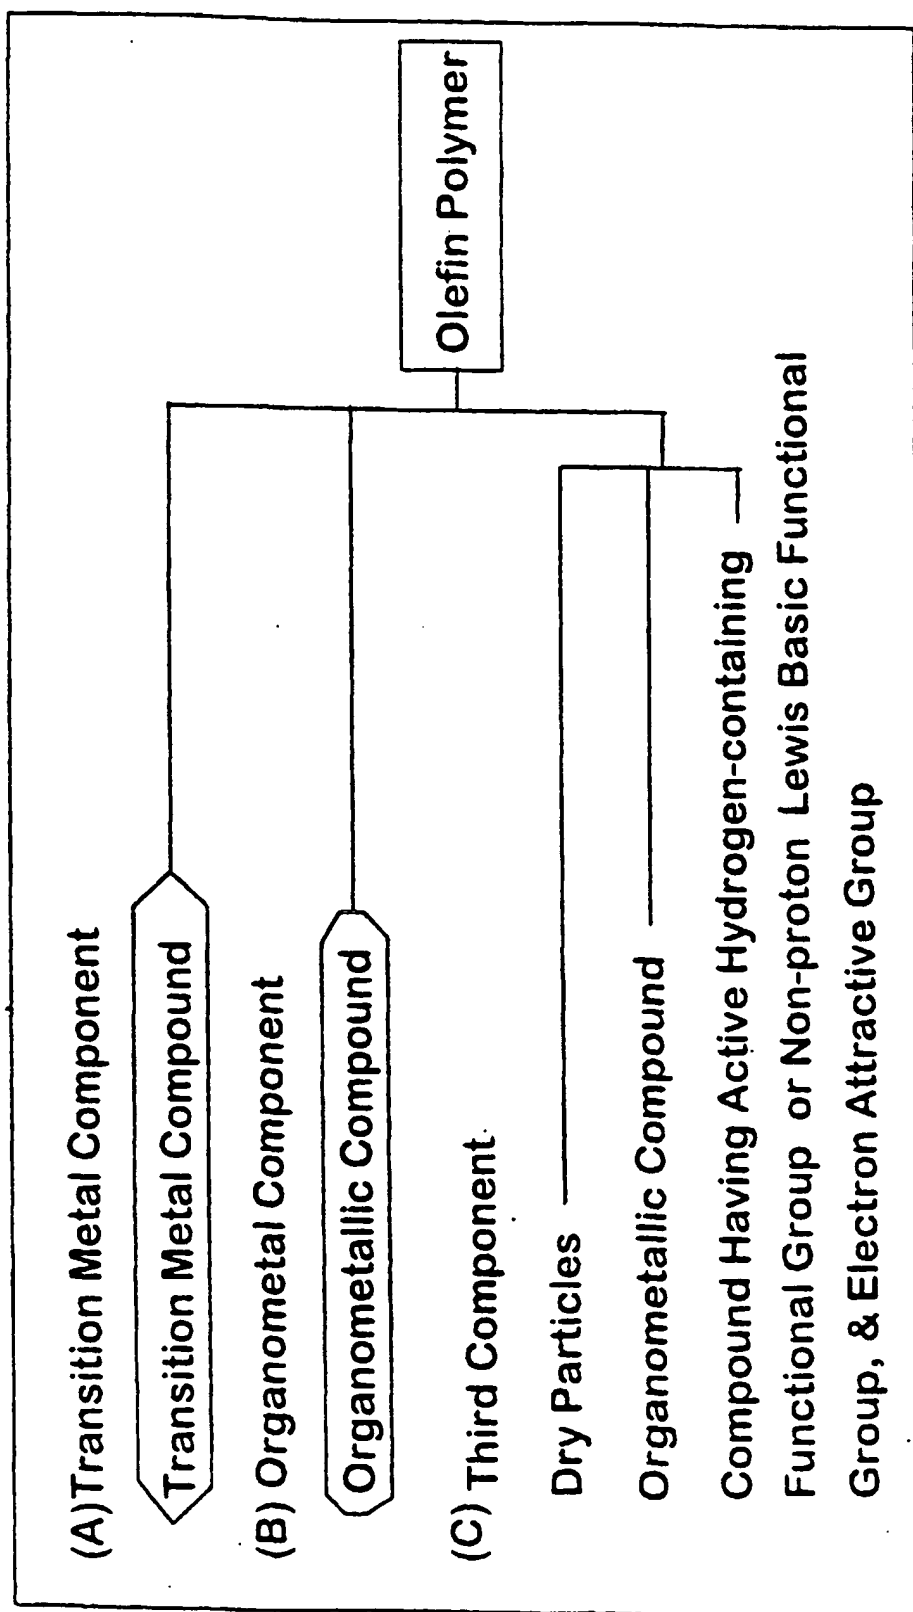 (A)Transition Metal Component
Transition Metal Compound
(B) Organometal Component
Organometallic Compound
(C) Third Component
Dry Particles
Organometallic Compound
Compound Having Active Hydrogen-containing
Functional Group or Non-proton Lewis Basic Functional
Group, & Electron Attractive Group
Olefin Polymer